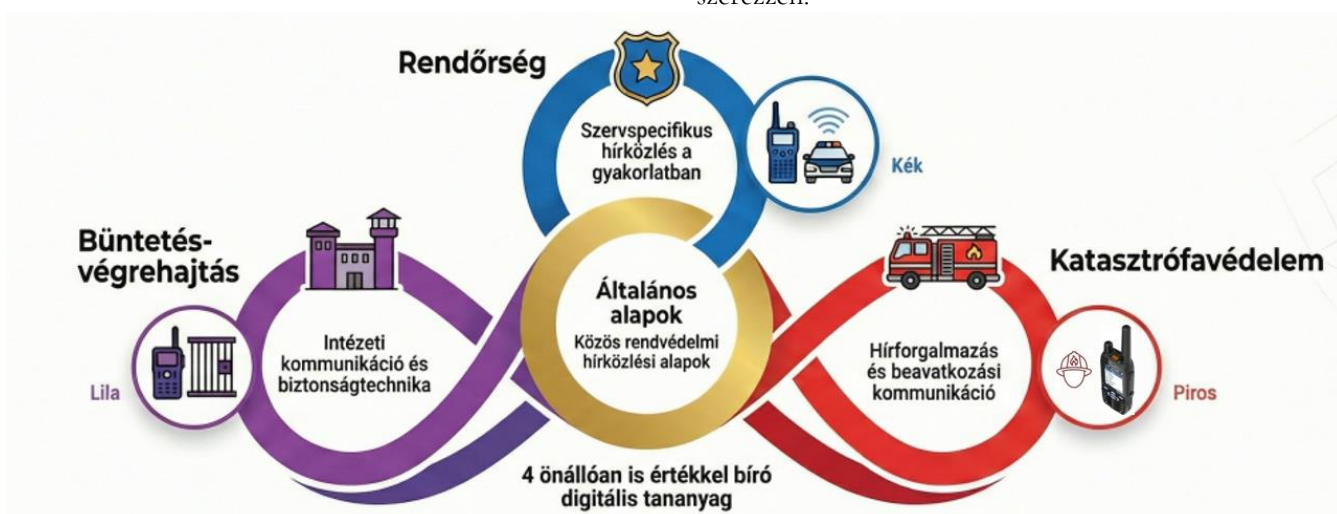 szerezzen.
Rendőrség
Szervspecifikus
hírközlés a
gyakorlatban
Kék
Büntetés-
végrehajtás
Intézeti
kommunikáció és
biztonságtechnika
Lila
Általános
alapok
Közös rendvédelmi
hírközlési alapok
Katasztrófavédelem
Hírforgalmazás
és beavatkozási
kommunikáció
Piros
4 önállóan is értékkel bíró
digitális tananyag